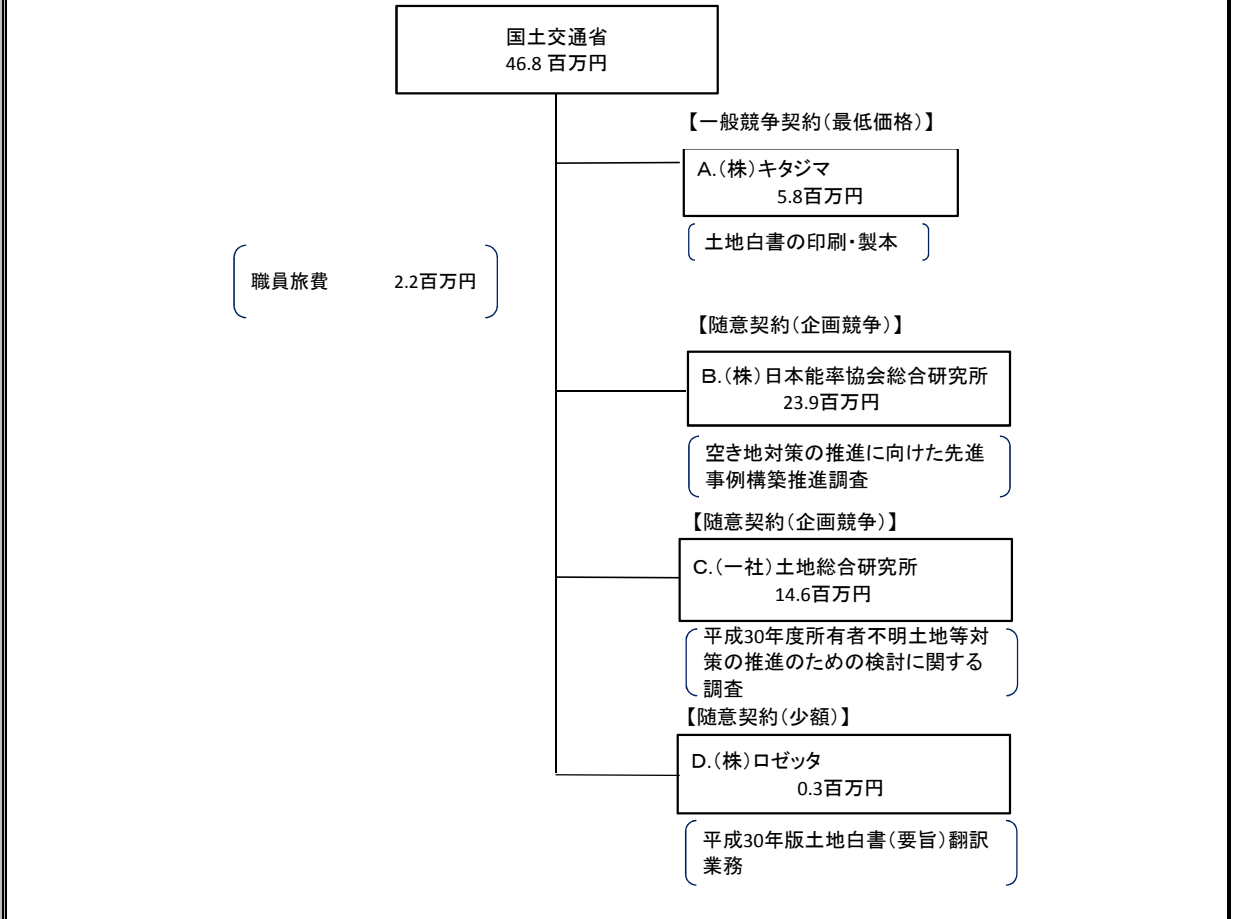 国土交通省
46.8 百万円
【一般競争契約（最低価格）】
A.（株）キタジマ
5.8百万円
土地白書の印刷・製本
職員旅費 2.2百万円
【随意契約（企画競争）】
B.（株）日本能率協会総合研究所
23.9百万円
空き地対策の推進に向けた先進
事例構築推進調査
【随意契約（企画競争）】
C.（一社）土地総合研究所
14.6百万円
平成30年度所有者不明土地等対
策の推進のための検討に関する
調査
【随意契約（少額）】
D.（株）ロゼッタ
0.3百万円
平成30年版土地白書（要旨）翻訳
業務